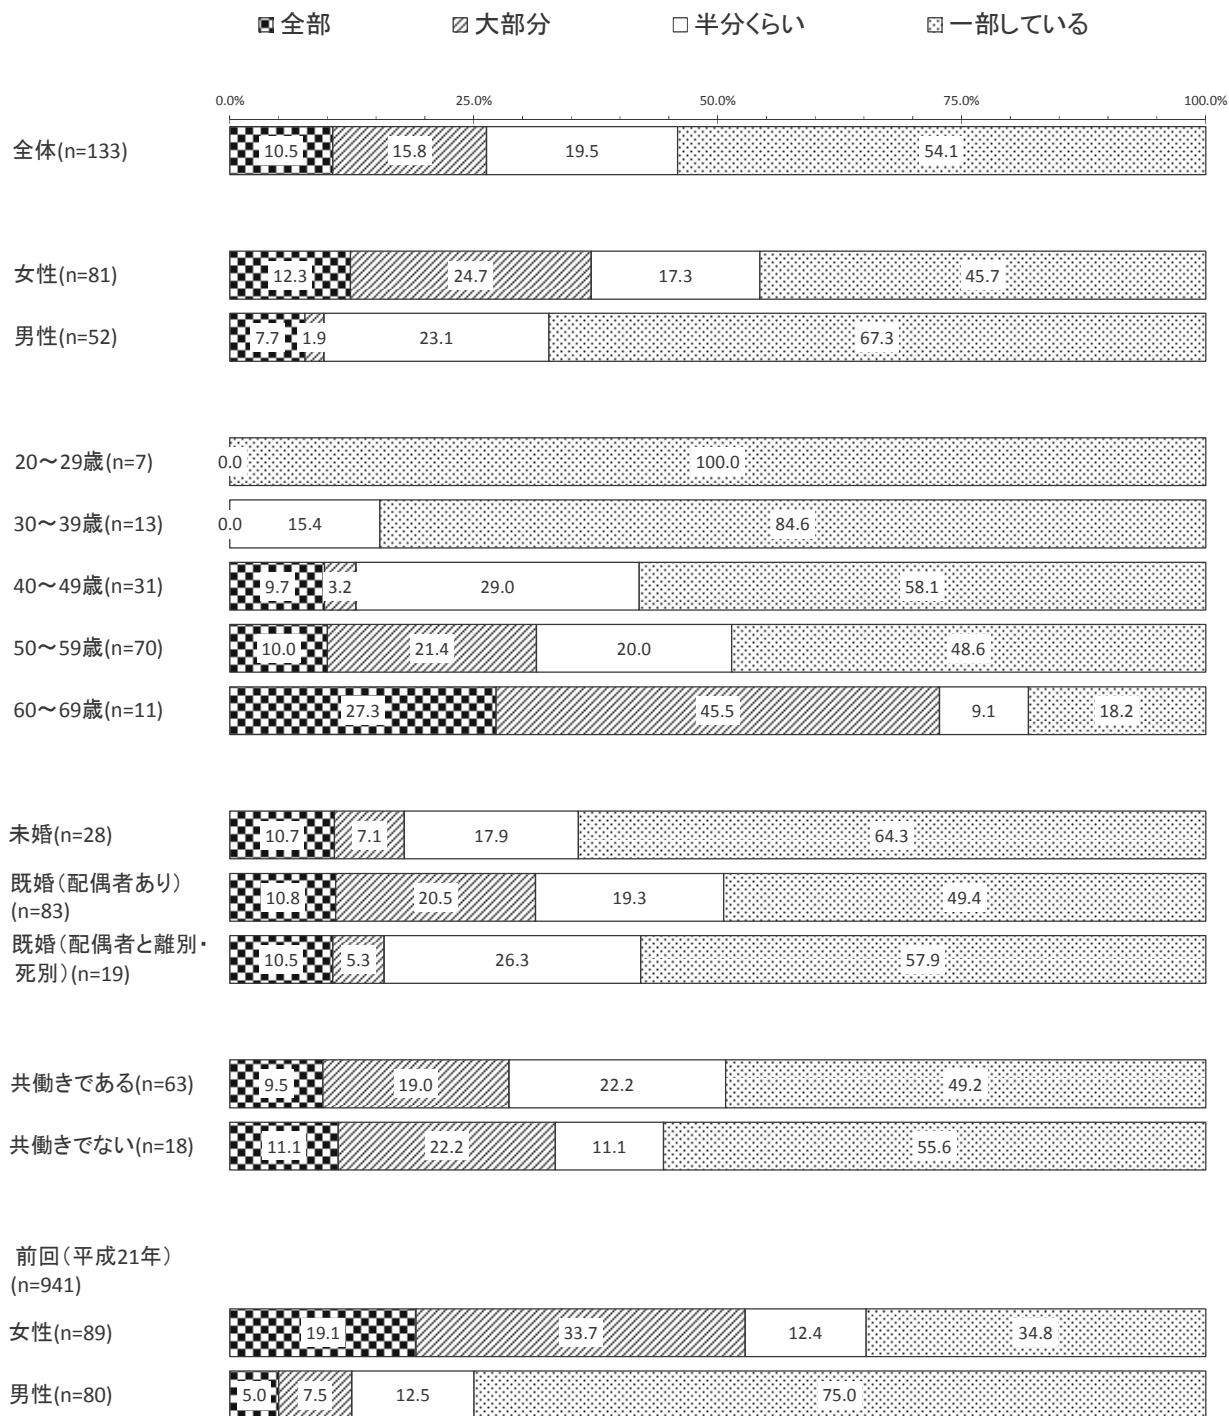 全部 大部分 半分くらい 一部している
0.0% 25.0% 50.0% 75.0% 100.0%
全体(n=133) 10.5 15.8 19.5 54.1
女性(n=81) 12.3 24.7 17.3 45.7
男性(n=52) 7.7 1.9 23.1 67.3
20～29歳(n=7) 0.0 100.0
30～39歳(n=13) 0.0 15.4 84.6
40～49歳(n=31) 9.7 3.2 29.0 58.1
50～59歳(n=70) 10.0 21.4 20.0 48.6
60～69歳(n=11) 27.3 45.5 9.1 18.2
未婚(n=28) 10.7 7.1 17.9 64.3
既婚（配偶者あり）
(n=83) 10.8 20.5 19.3 49.4
既婚（配偶者と離別・
死別）(n=19) 10.5 5.3 26.3 57.9
共働きである(n=63) 9.5 19.0 22.2 49.2
共働きでない(n=18) 11.1 22.2 11.1 55.6
前回（平成21年）
(n=941)
女性(n=89) 19.1 33.7 12.4 34.8
男性(n=80) 5.0 7.5 12.5 75.0